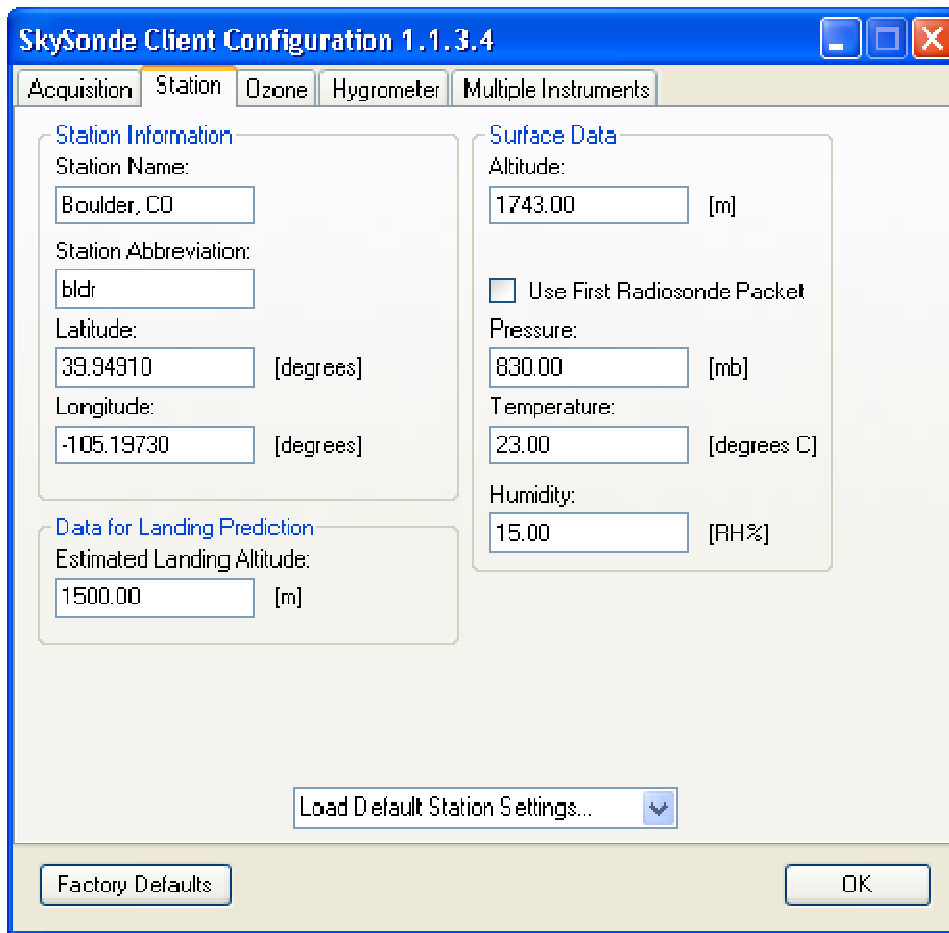 SkySonde Client Configuration 1.1.3.4
Acquisition Station Ozone Hygrometer Multiple Instruments
Station Information
Station Name:
Boulder, CO
Station Abbreviation:
bldr
Latitude:
39.94910 [degrees]
Longitude:
-105.19730 [degrees]
Data for Landing Prediction
Estimated Landing Altitude:
1500.00 [m]
Surface Data
Altitude:
1743.00 [m]
Use First Radiosonde Packet
Pressure:
830.00 [mb]
Temperature:
23.00 [degrees C]
Humidity:
15.00 [RH%]
Load Default Station Settings...
Factory Defaults OK